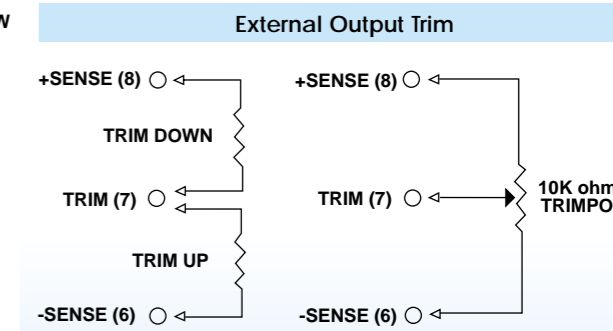 W
External Output Trim
+SENSE (8)
TRIM DOWN
TRIM (7)
TRIM UP
-SENSE (6)
+SENSE (8)
TRIM (7)
10K ohm
TRIMPO
-SENSE (6)